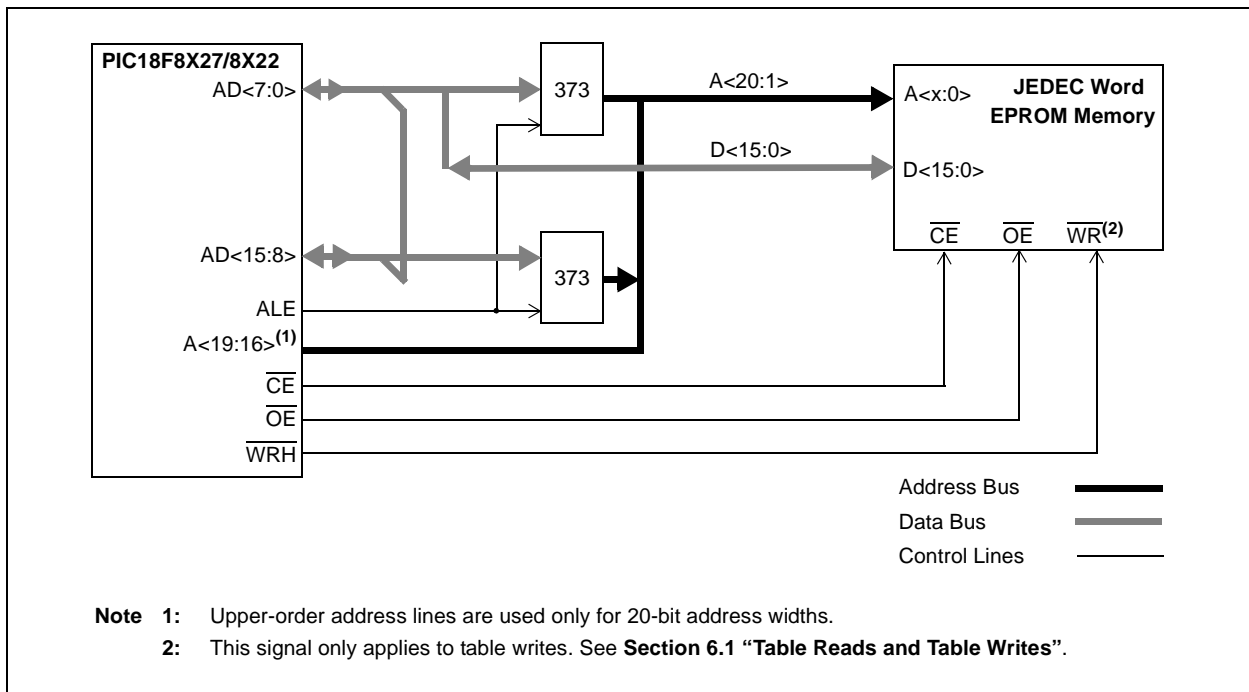 PIC18F8X27/8X22
AD<7:0>
373
A<20:1>
A<x:0>
JEDEC Word
EPROM Memory
D<15:0>
D<15:0>
CE
OE
WR(2)
AD<15:8>
373
ALE
A<19:16>(1)
CE
OE
WRH
Address Bus
Data Bus
Control Lines
Note 1: Upper-order address lines are used only for 20-bit address widths.
2: This signal only applies to table writes. See Section 6.1 “Table Reads and Table Writes”.